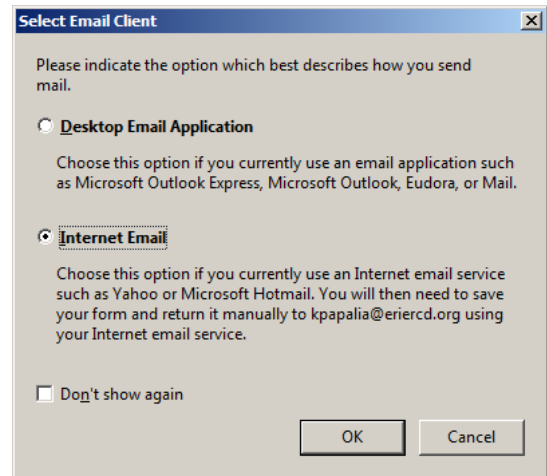 Select Email Client
Please indicate the option which best describes how you send
mail.
Desktop Email Application
Choose this option if you currently use an email application such
as Microsoft Outlook Express, Microsoft Outlook, Eudora, or Mail.
Internet Email
Choose this option if you currently use an Internet email service
such as Yahoo or Microsoft Hotmail. You will then need to save
your form and return it manually to kpapalia@eriercd.org using
your Internet email service.
Don't show again
OK Cancel